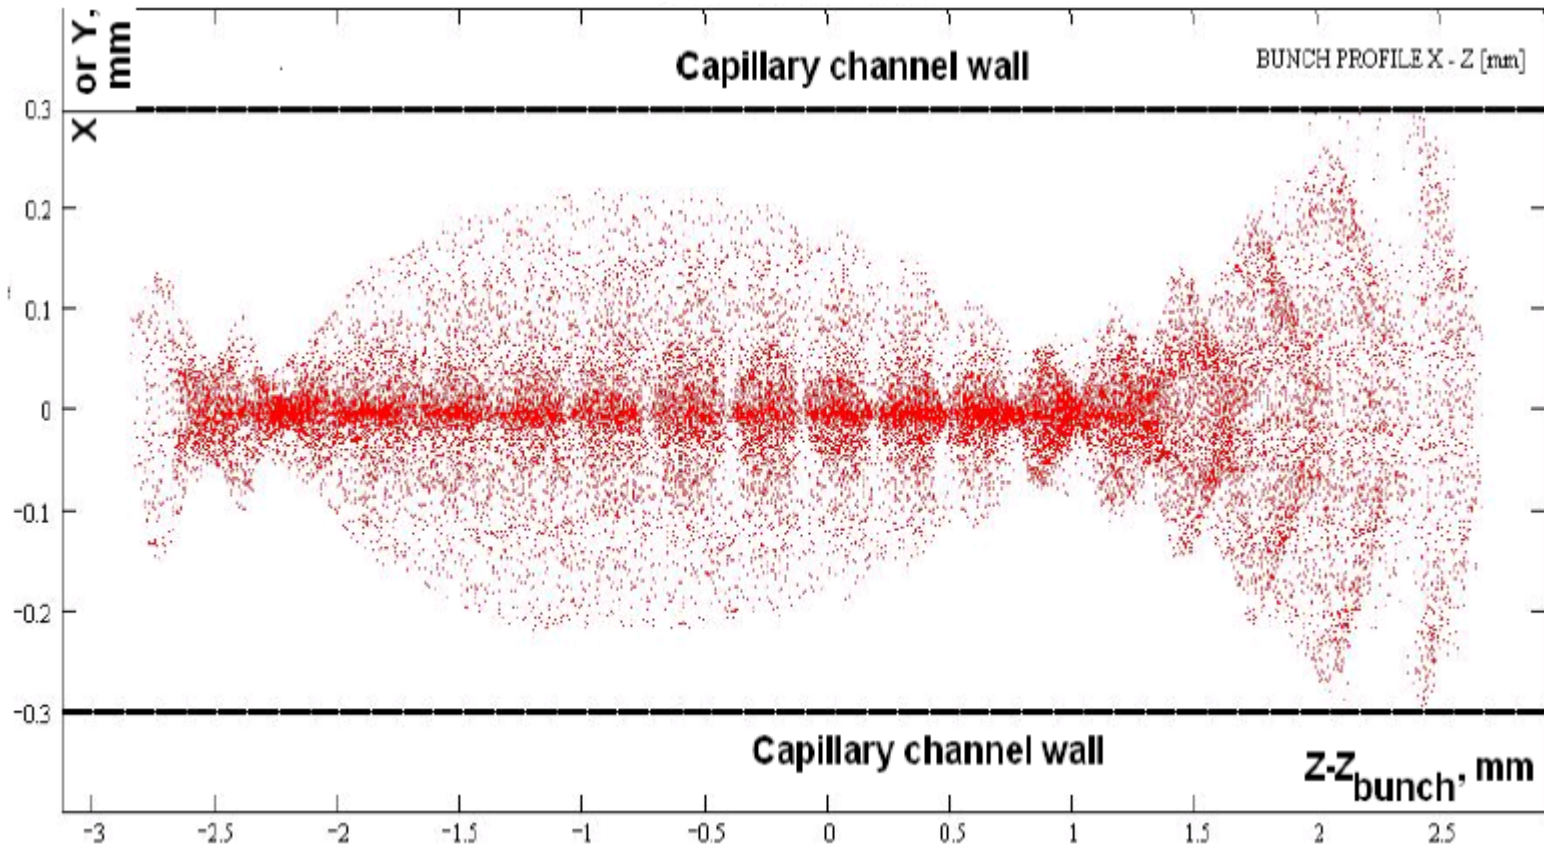 X or Y, mm
Capillary channel wall
BUNCH PROFILE X - Z [mm]
0.3
0.2
0.1
0
-0.1
-0.2
-0.3
Capillary channel wall
Z-Zbunch, mm
-3 -2.5 -2 -1.5 -1 -0.5 0 0.5 1 1.5 2 2.5